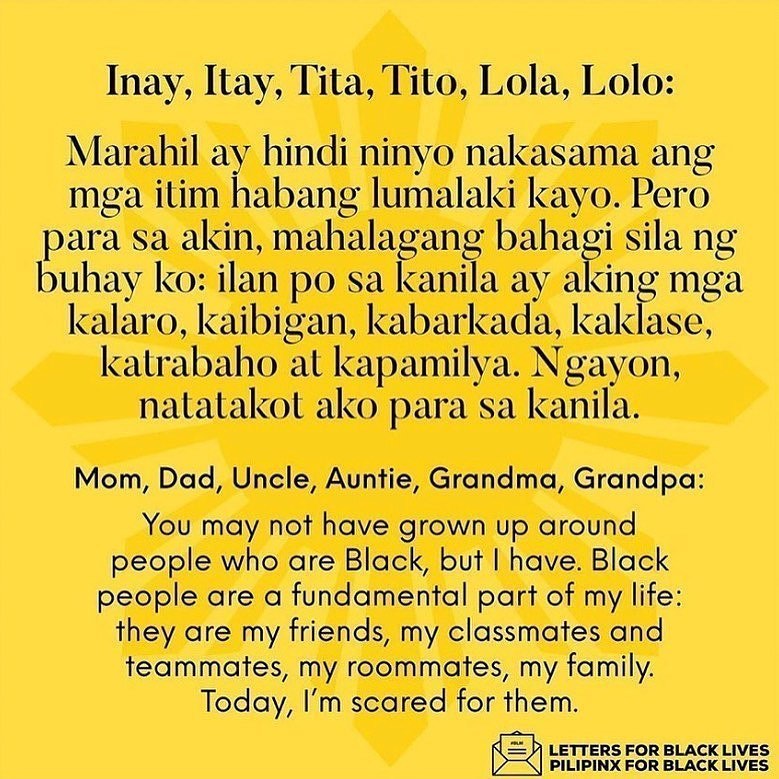 Inay, Itay, Tita, Tito, Lola, Lolo:
Marahil ay hindi ninyo nakasama ang
mga itim habang lumalaki kayo. Pero
para sa akin, mahalagang bahagi sila ng
buhay ko: ilan po sa kanila ay aking mga
kalaro, kaibigan, kabarkada, kaklase,
katrabaho at kapamilya. Ngayon,
natatakot ako para sa kanila.
Mom, Dad, Uncle, Auntie, Grandma, Grandpa:
You may not have grown up around
people who are Black, but I have. Black
people are a fundamental part of my life:
they are my friends, my classmates and
teammates, my roommates, my family.
Today, I'm scared for them.
#BLM
LETTERS FOR BLACK LIVES
PILIPINX FOR BLACK LIVES